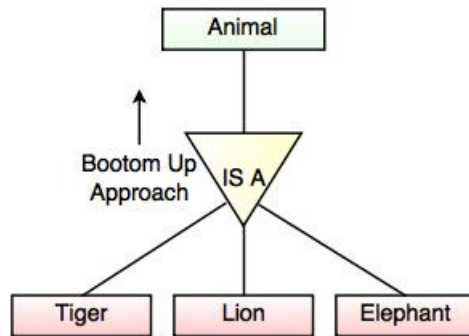 Animal
Bootom Up
Approach
IS A
Tiger
Lion
Elephant